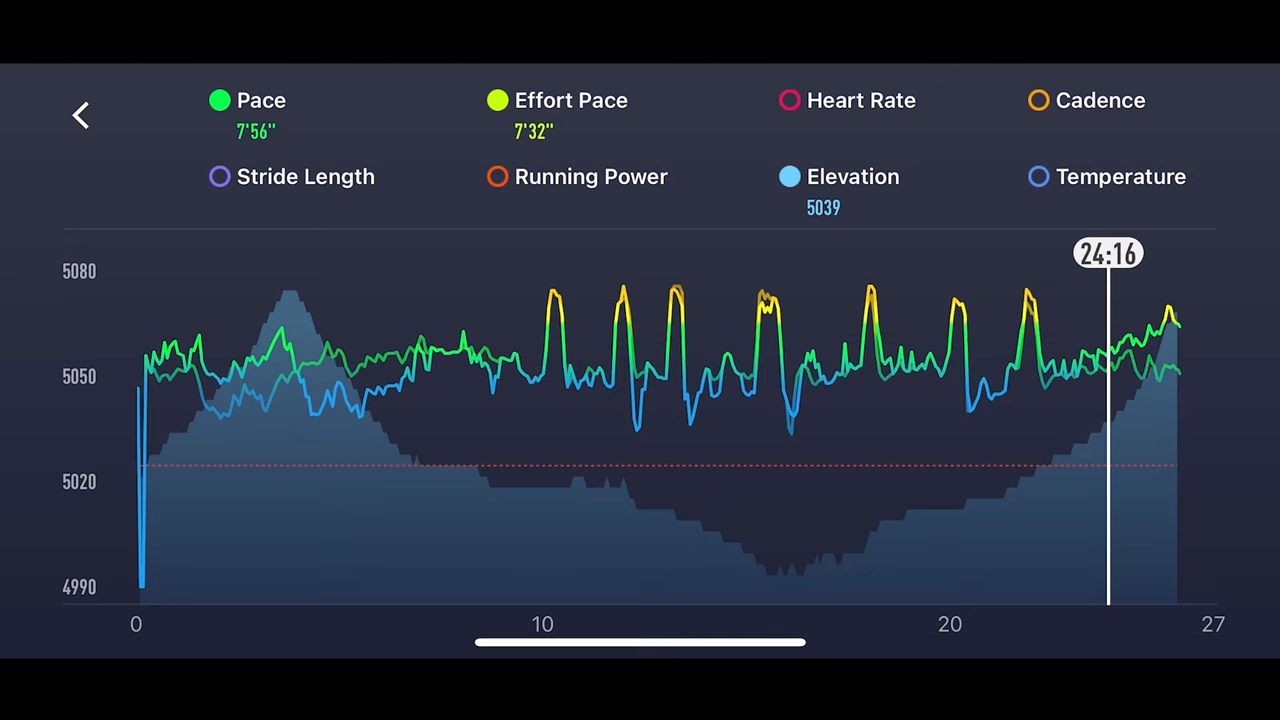 Pace
7'56"
Effort Pace
7'32"
Heart Rate
Cadence
Stride Length
Running Power
Elevation
5039
Temperature
24:16
5080
5050
5020
4990
0
10
20
27